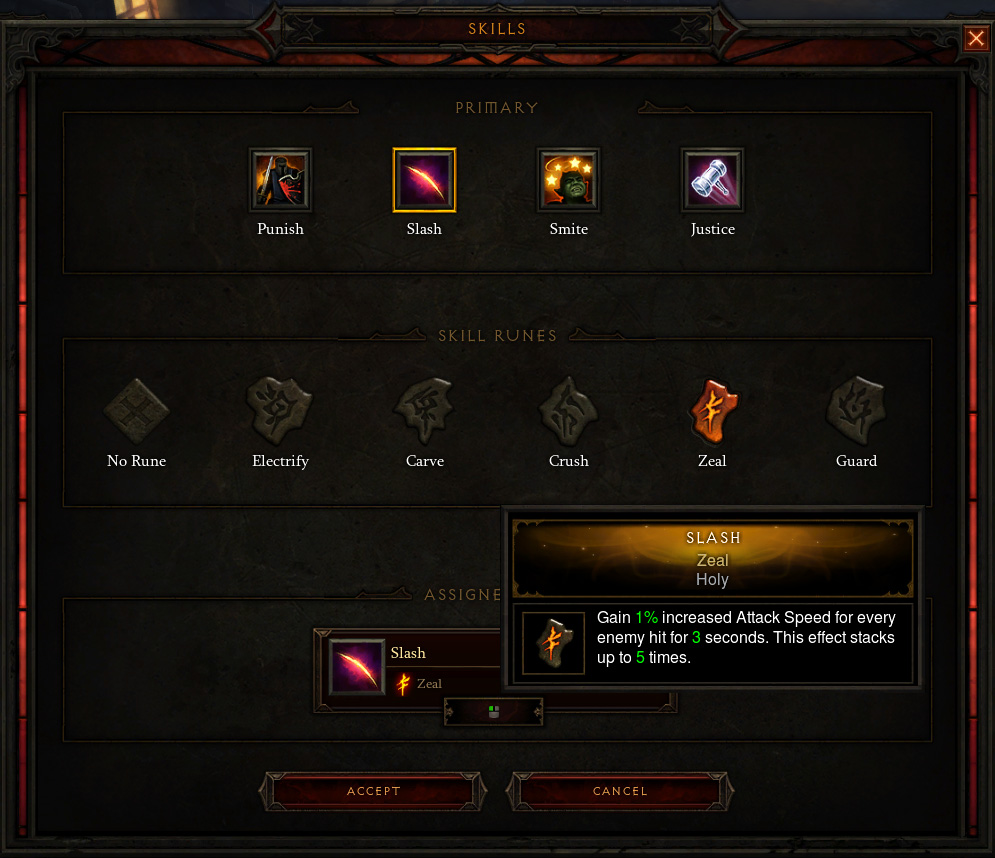 SKILLS
PRIMARY
Punish
Slash
Smite
Justice
SKILL RUNES
No Rune
Electrify
Carve
Crush
Zeal
Guard
SLASH
Zeal
Holy
Gain 1% increased Attack Speed for every
enemy hit for 3 seconds. This effect stacks
up to 5 times.
ASSIGNE
Slash
Zeal
ACCEPT
CANCEL